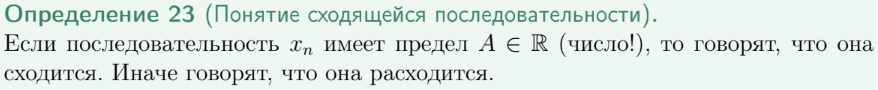 Определение 23 (Понятие сходящейся последовательности).
Если последовательность xₙ имеет предел A ∈ ℝ (число!), то говорят, что она
сходится. Иначе говорят, что она расходится.